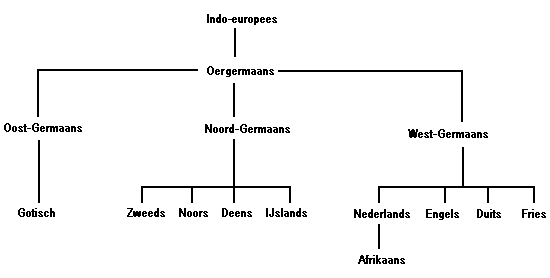 Indo-europees
Oergermaans
Oost-Germaans
Noord-Germaans
West-Germaans
Gotisch
Zweeds
Noors
Deens
IJslands
Nederlands
Engels
Duits
Fries
Afrikaans